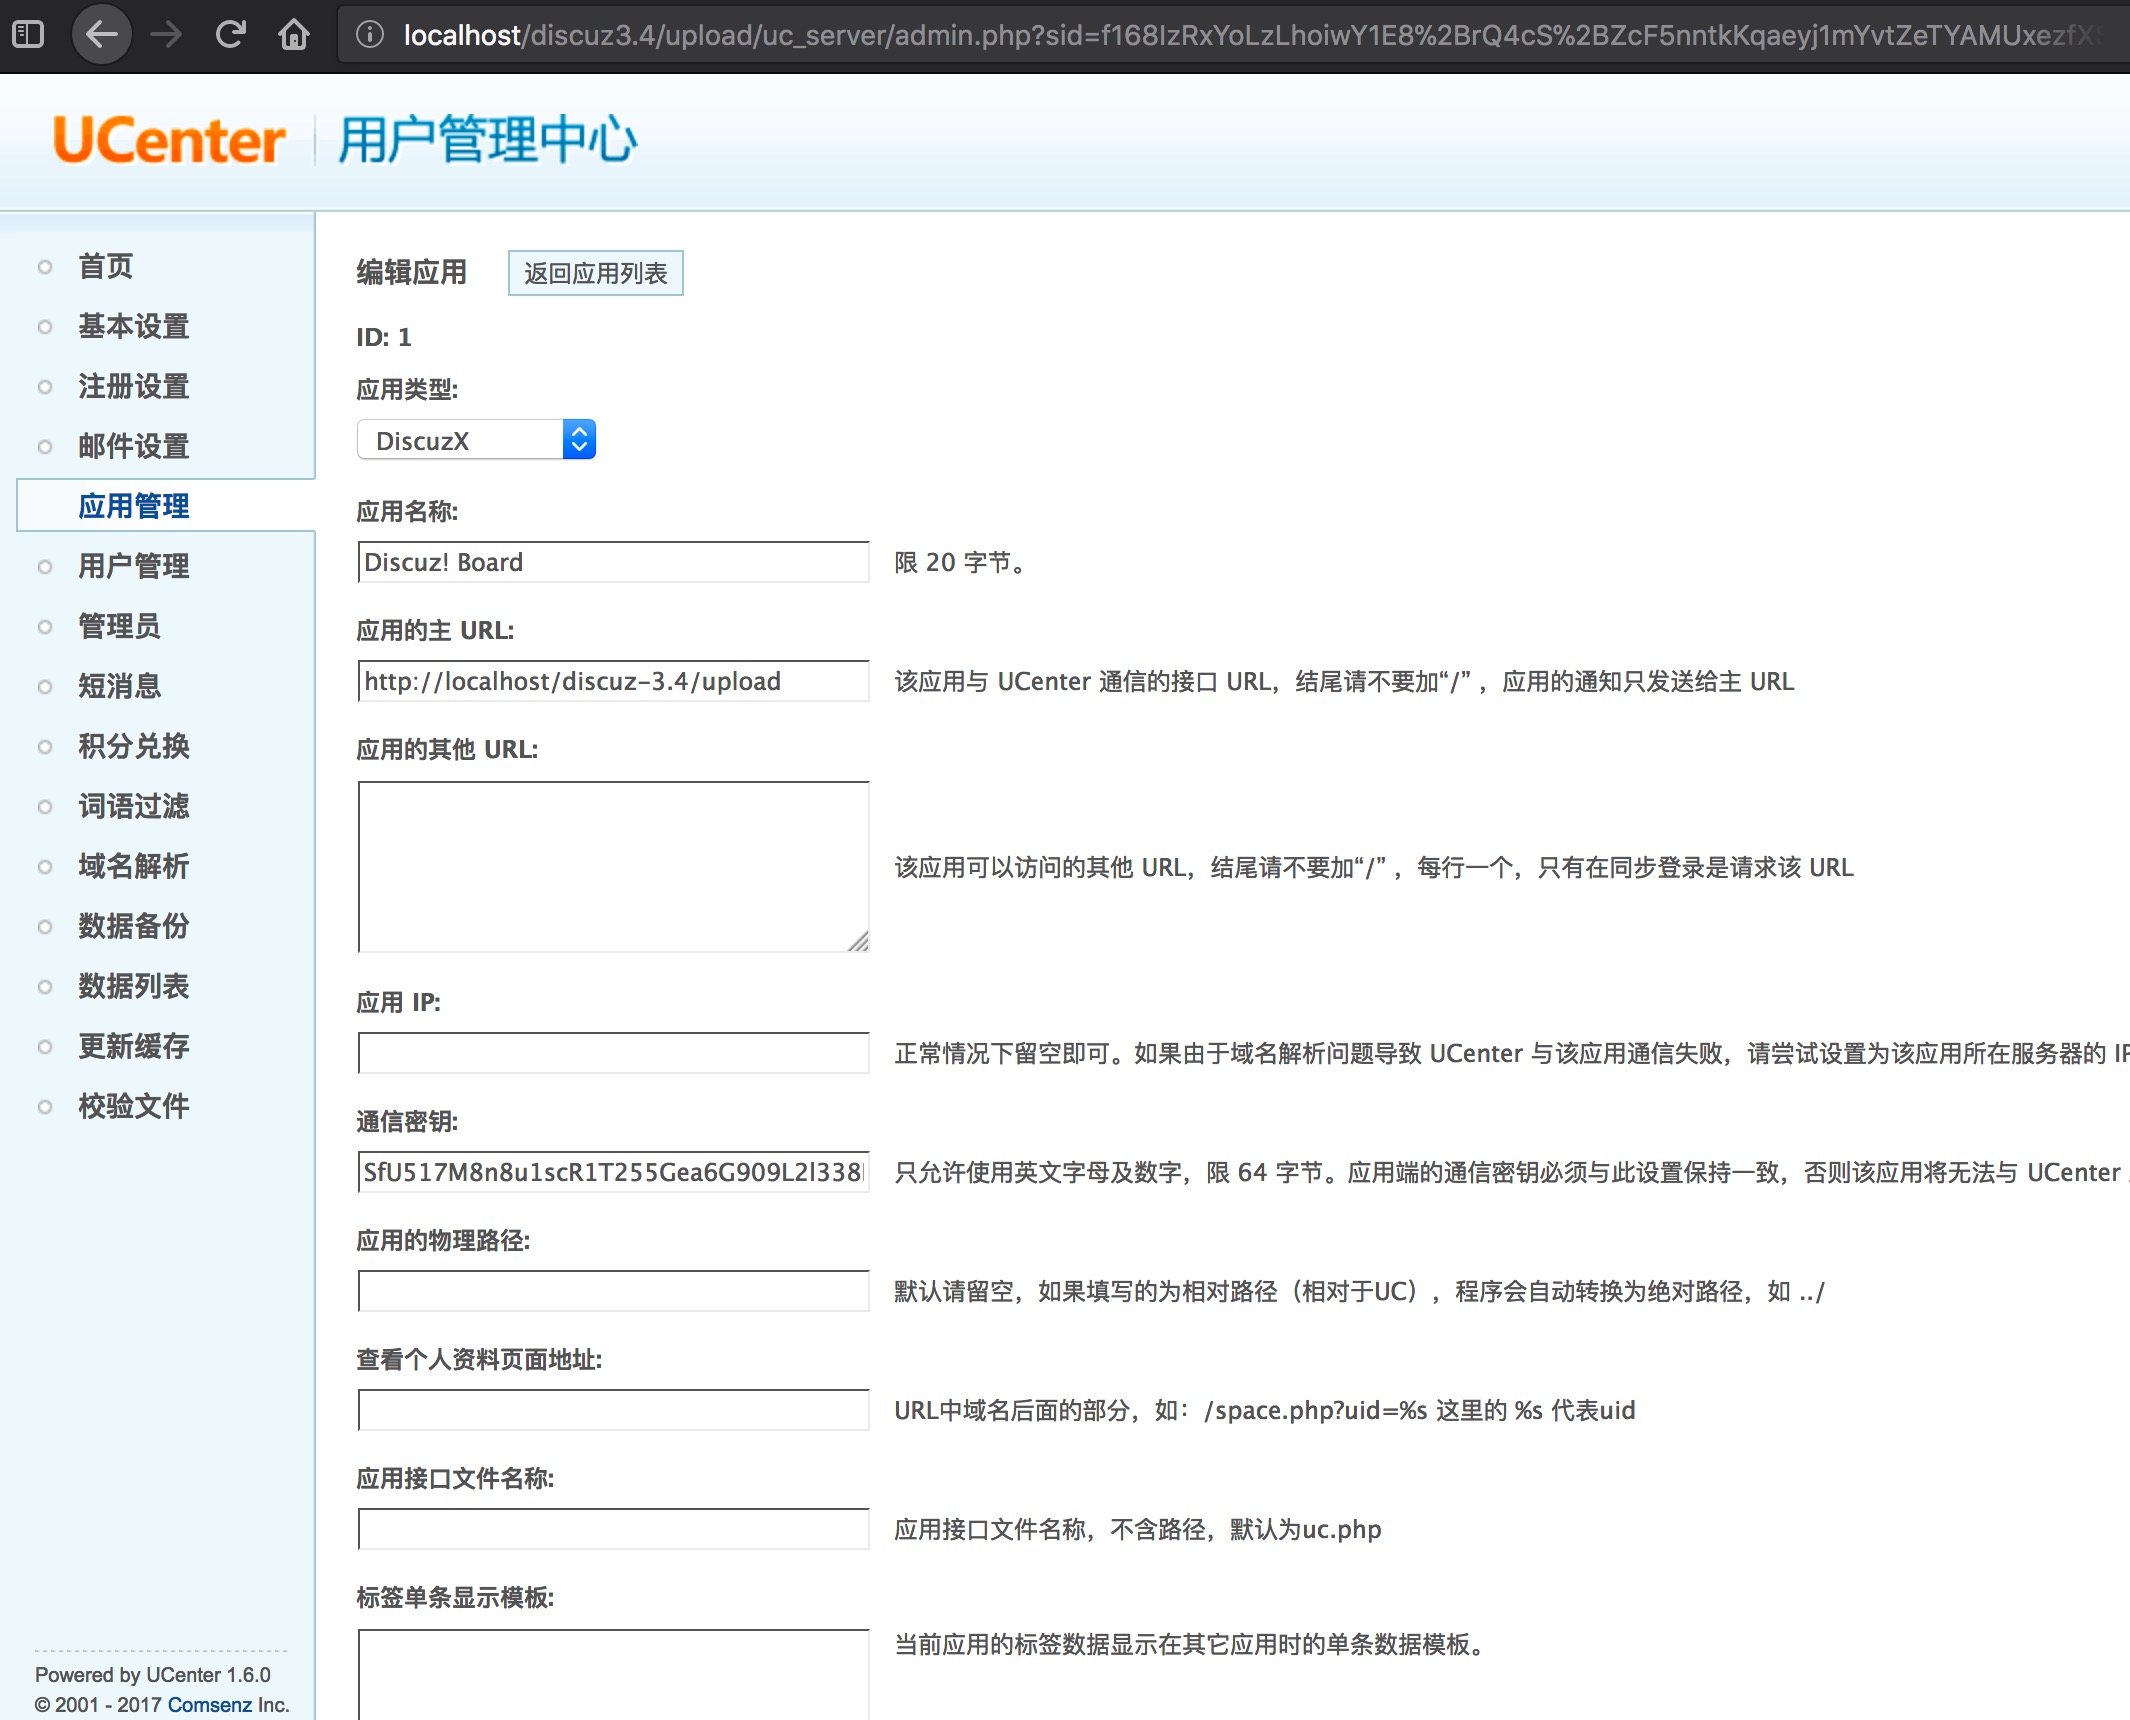 localhost/discuz3.4/upload/uc_server/admin.php?sid=f168IzRxYoLzLhoiwY1E8%2BrQ4cS%2BZcF5nntkKqaeyj1mYvtZeTYAMUxezfX
UCenter 用户管理中心
首页
基本设置
注册设置
邮件设置
应用管理
用户管理
管理员
短消息
积分兑换
词语过滤
域名解析
数据备份
数据列表
更新缓存
校验文件
Powered by UCenter 1.6.0
© 2001 - 2017 Comsenz Inc.
编辑应用 返回应用列表
ID: 1
应用类型:
DiscuzX
应用名称:
Discuz! Board 限 20 字节。
应用的主 URL:
http://localhost/discuz-3.4/upload 该应用与 UCenter 通信的接口 URL，结尾请不要加“/” ，应用的通知只发送给主 URL
应用的其他 URL:
该应用可以访问的其他 URL，结尾请不要加“/” ，每行一个，只有在同步登录是请求该 URL
应用 IP:
正常情况下留空即可。如果由于域名解析问题导致 UCenter 与该应用通信失败，请尝试设置为该应用所在服务器的 IP
通信密钥:
SfU517M8n8u1scR1T255Gea6G909L2l338 只允许使用英文字母及数字，限 64 字节。应用端的通信密钥必须与此设置保持一致，否则该应用将无法与 UCenter
应用的物理路径:
默认请留空，如果填写的为相对路径（相对于UC），程序会自动转换为绝对路径，如 ../
查看个人资料页面地址:
URL中域名后面的部分，如：/space.php?uid=%s 这里的 %s 代表uid
应用接口文件名称:
应用接口文件名称，不含路径，默认为uc.php
标签单条显示模板:
当前应用的标签数据显示在其它应用时的单条数据模板。